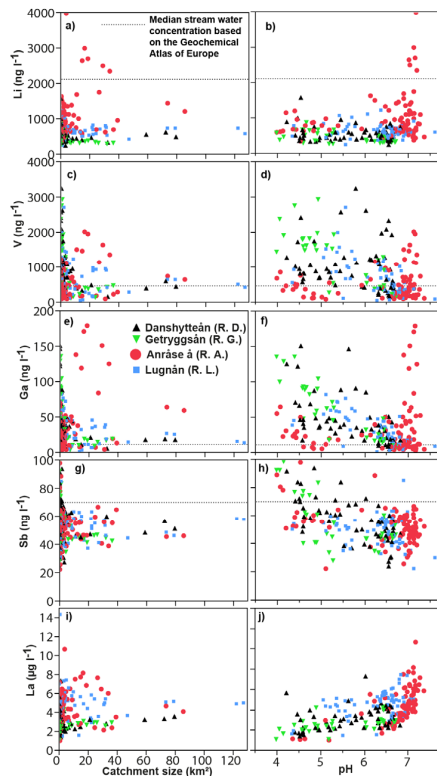 a)
Median stream water
concentration based
on the Geochemical
Atlas of Europe
b)
Li (ng l⁻¹)
4000
3000
2000
1000
0
c)
d)
V (ng l⁻¹)
4000
3000
2000
1000
0
e)
▲ Danshytteån (R. D.)
▼ Getryggsån (R. G.)
● Anråse å (R. A.)
■ Lugnån (R. L.)
f)
Ga (ng l⁻¹)
200
150
100
50
0
g)
h)
Sb (ng l⁻¹)
100
80
60
40
20
0
i)
j)
La (µg l⁻¹)
14
12
10
8
6
4
2
0
0 20 40 60 80 100 120
Catchment size (km²)
4 5 6 7
pH